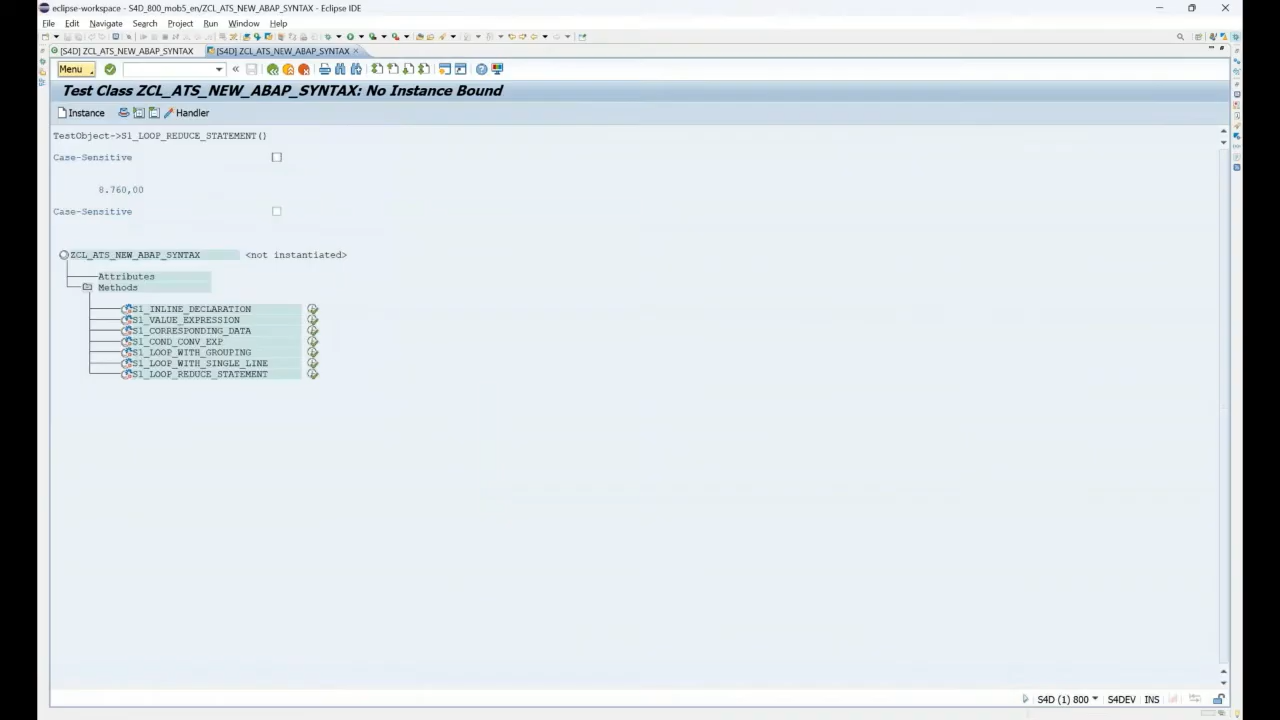 eclipse-workspace - S4D_800_mob5_en/ZCL_ATS_NEW_ABAP_SYNTAX - Eclipse IDE
File Edit Navigate Search Project Run Window Help
[S4D] ZCL_ATS_NEW_ABAP_SYNTAX [S4D] ZCL_ATS_NEW_ABAP_SYNTAX
Menu
Test Class ZCL_ATS_NEW_ABAP_SYNTAX: No Instance Bound
Instance Handler
TestObject->S1_LOOP_REDUCE_STATEMENT()
Case-Sensitive
8.760,00
Case-Sensitive
ZCL_ATS_NEW_ABAP_SYNTAX <not instantiated>
Attributes
Methods
S1_INLINE_DECLARATION
S1_VALUE_EXPRESSION
S1_CORRESPONDING_DATA
S1_COND_CONV_EXP
S1_LOOP_WITH_GROUPING
S1_LOOP_WITH_SINGLE_LINE
S1_LOOP_REDUCE_STATEMENT
S4D (1) 800 S4DEV INS